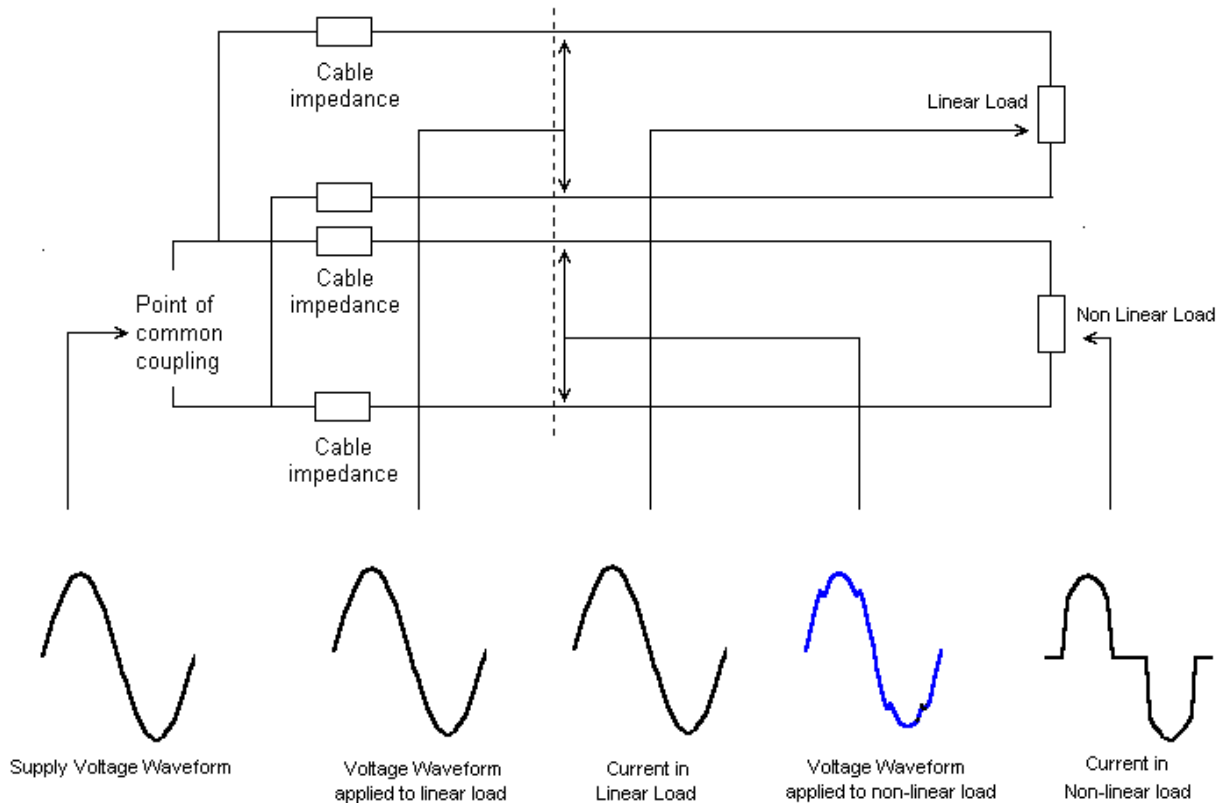 Cable
impedance
Linear Load
Cable
impedance
Point of
common
coupling
Non Linear Load
Cable
impedance
Supply Voltage Waveform
Voltage Waveform
applied to linear load
Current in
Linear Load
Voltage Waveform
applied to non-linear load
Current in
Non-linear load